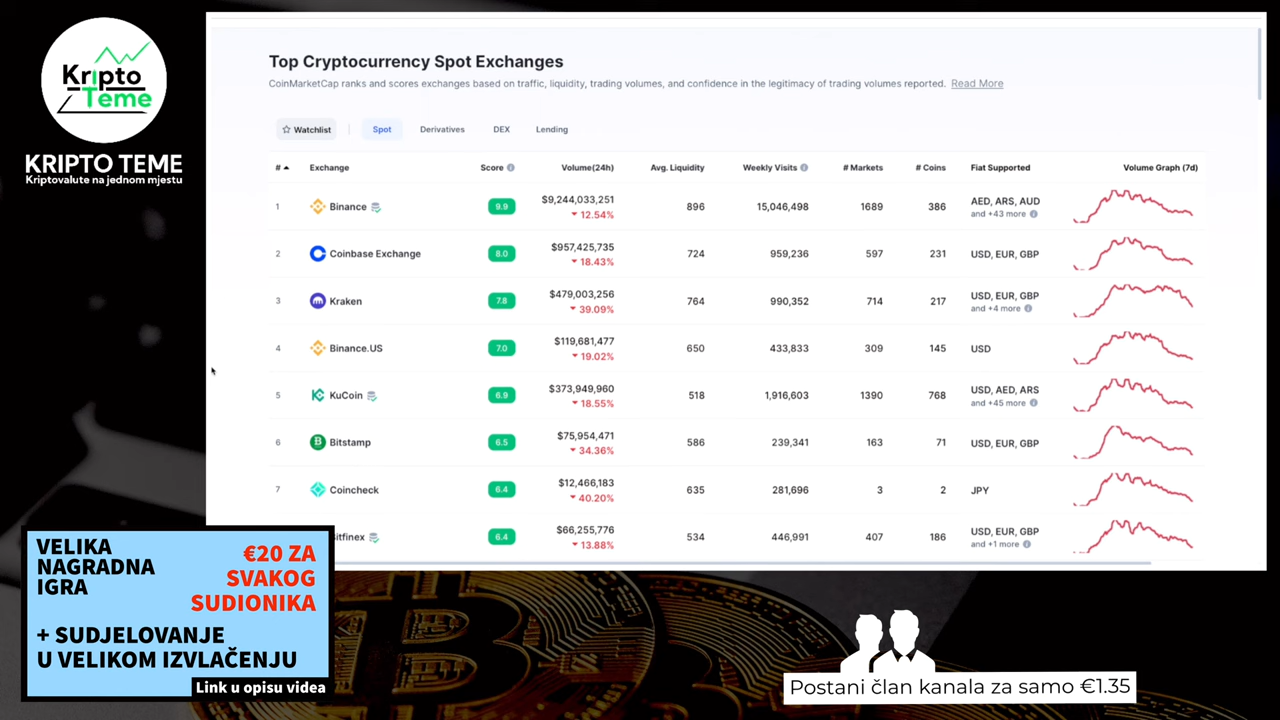 Kripto
Teme
KRIPTO TEME
Kriptovalute na jednom mjestu
Top Cryptocurrency Spot Exchanges
CoinMarketCap ranks and scores exchanges based on traffic, liquidity, trading volumes, and confidence in the legitimacy of trading volumes reported. Read More
Watchlist Spot Derivatives DEX Lending
# Exchange Score Volume(24h) Avg. Liquidity Weekly Visits # Markets # Coins Fiat Supported Volume Graph (7d)
1 Binance 9.9 $9,244,033,251 896 15,046,498 1689 386 AED, ARS, AUD
12.54% and +43 more
2 Coinbase Exchange 8.0 $957,425,735 724 959,236 597 231 USD, EUR, GBP
18.43%
3 Kraken 7.8 $479,003,256 764 990,352 714 217 USD, EUR, GBP
39.09% and +4 more
4 Binance.US 7.0 $119,681,477 650 433,833 309 145 USD
19.02%
5 KuCoin 6.9 $373,949,960 518 1,916,603 1390 768 USD, AED, ARS
18.55% and +45 more
6 Bitstamp 6.5 $75,954,471 586 239,341 163 71 USD, EUR, GBP
34.36%
7 Coincheck 6.4 $12,466,183 635 281,696 3 2 JPY
40.20%
itfinex 6.4 $66,255,776 534 446,991 407 186 USD, EUR, GBP
13.88% and +1 more
VELIKA
NAGRADNA
IGRA
€20 ZA
SVAKOG
SUDIONIKA
+ SUDJELOVANJE
U VELIKOM IZVLAČENJU
Link u opisu videa
Postani član kanala za samo €1.35